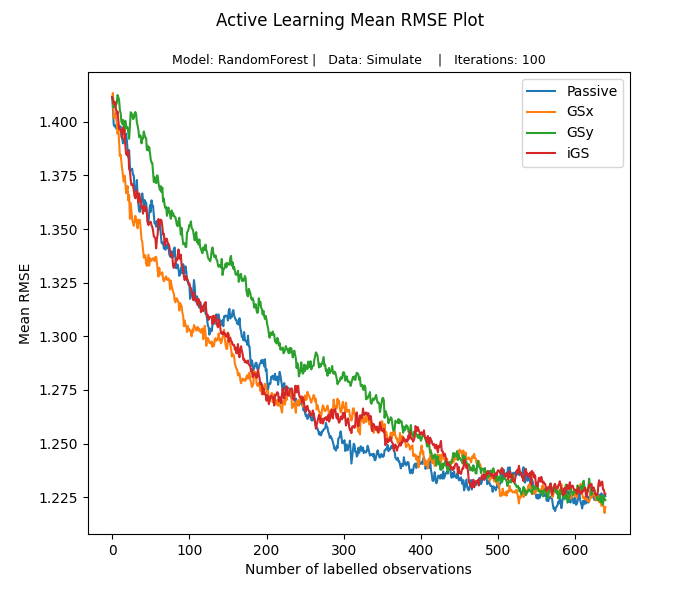 Active Learning Mean RMSE Plot
Model: RandomForest |   Data: Simulate    |   Iterations: 100
Passive
GSx
GSy
iGS
1.400
1.375
1.350
1.325
1.300
1.275
1.250
1.225
Mean RMSE
0 100 200 300 400 500 600
Number of labelled observations